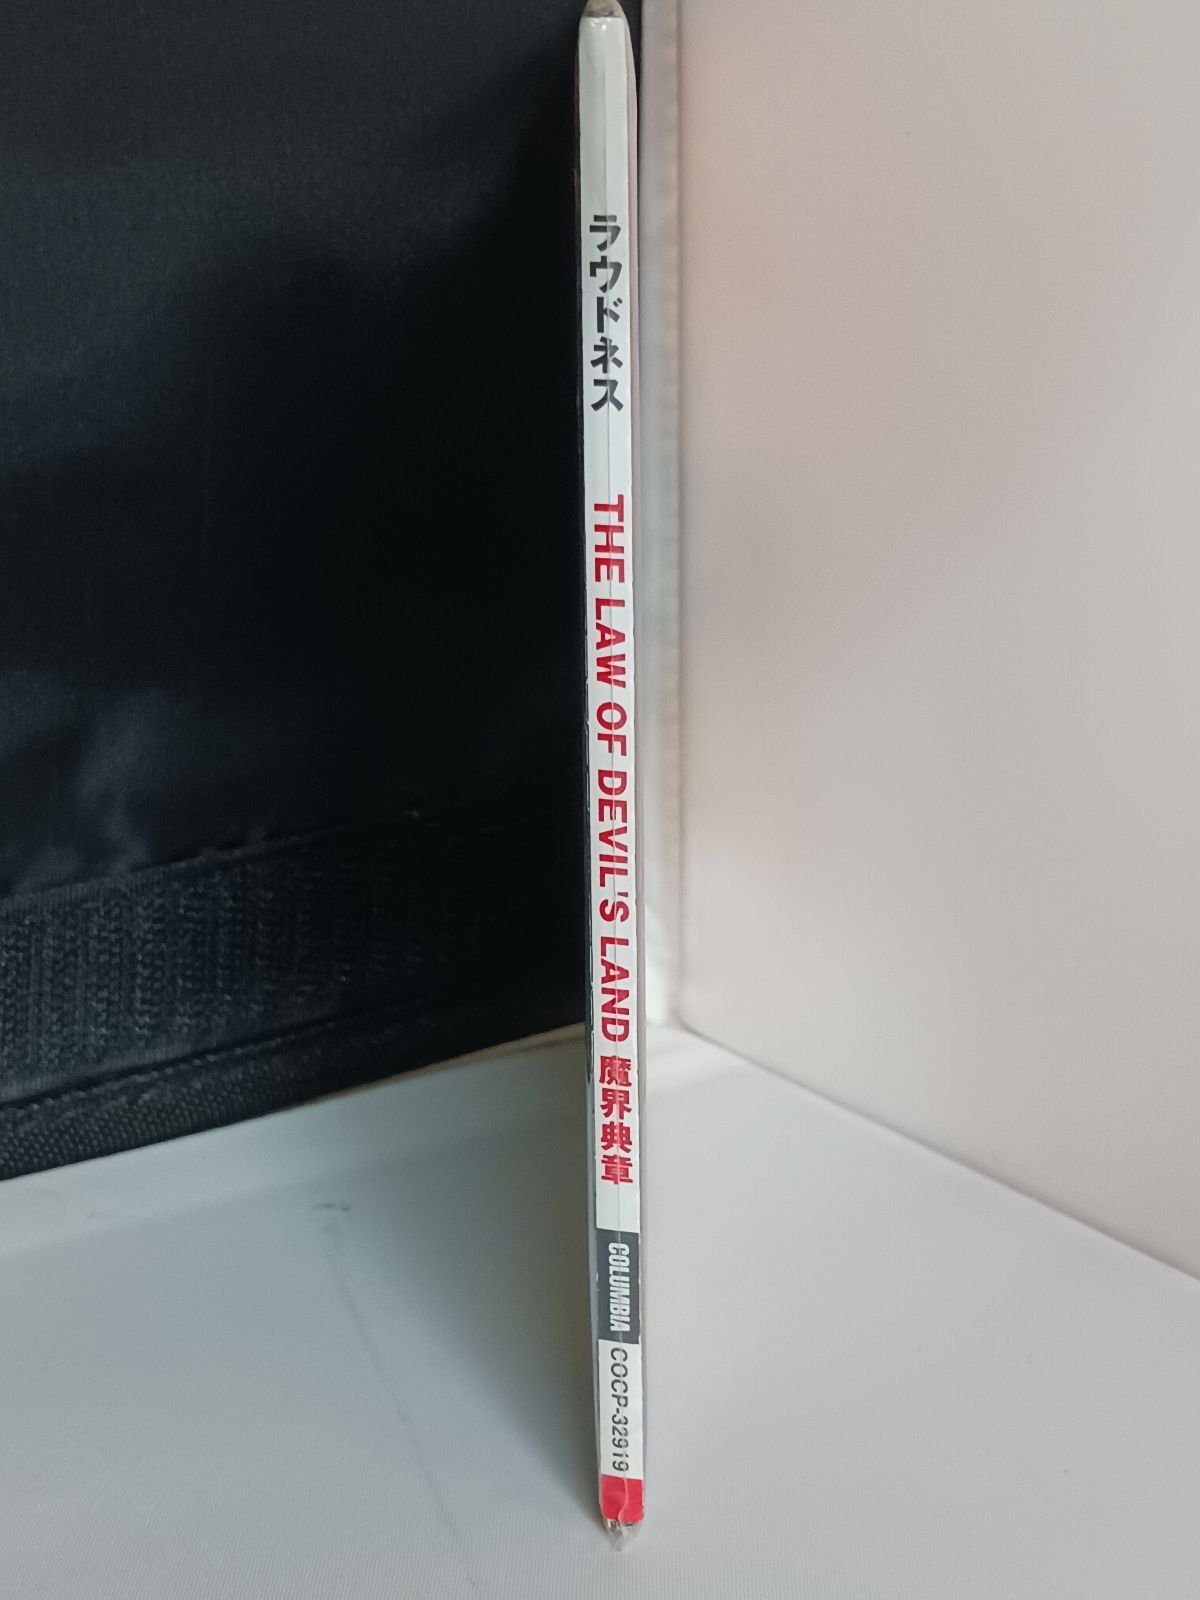 ラウドネス THE LAW OF DEVIL'S LAND 魔界典章 COLUMBIA COCP-32919